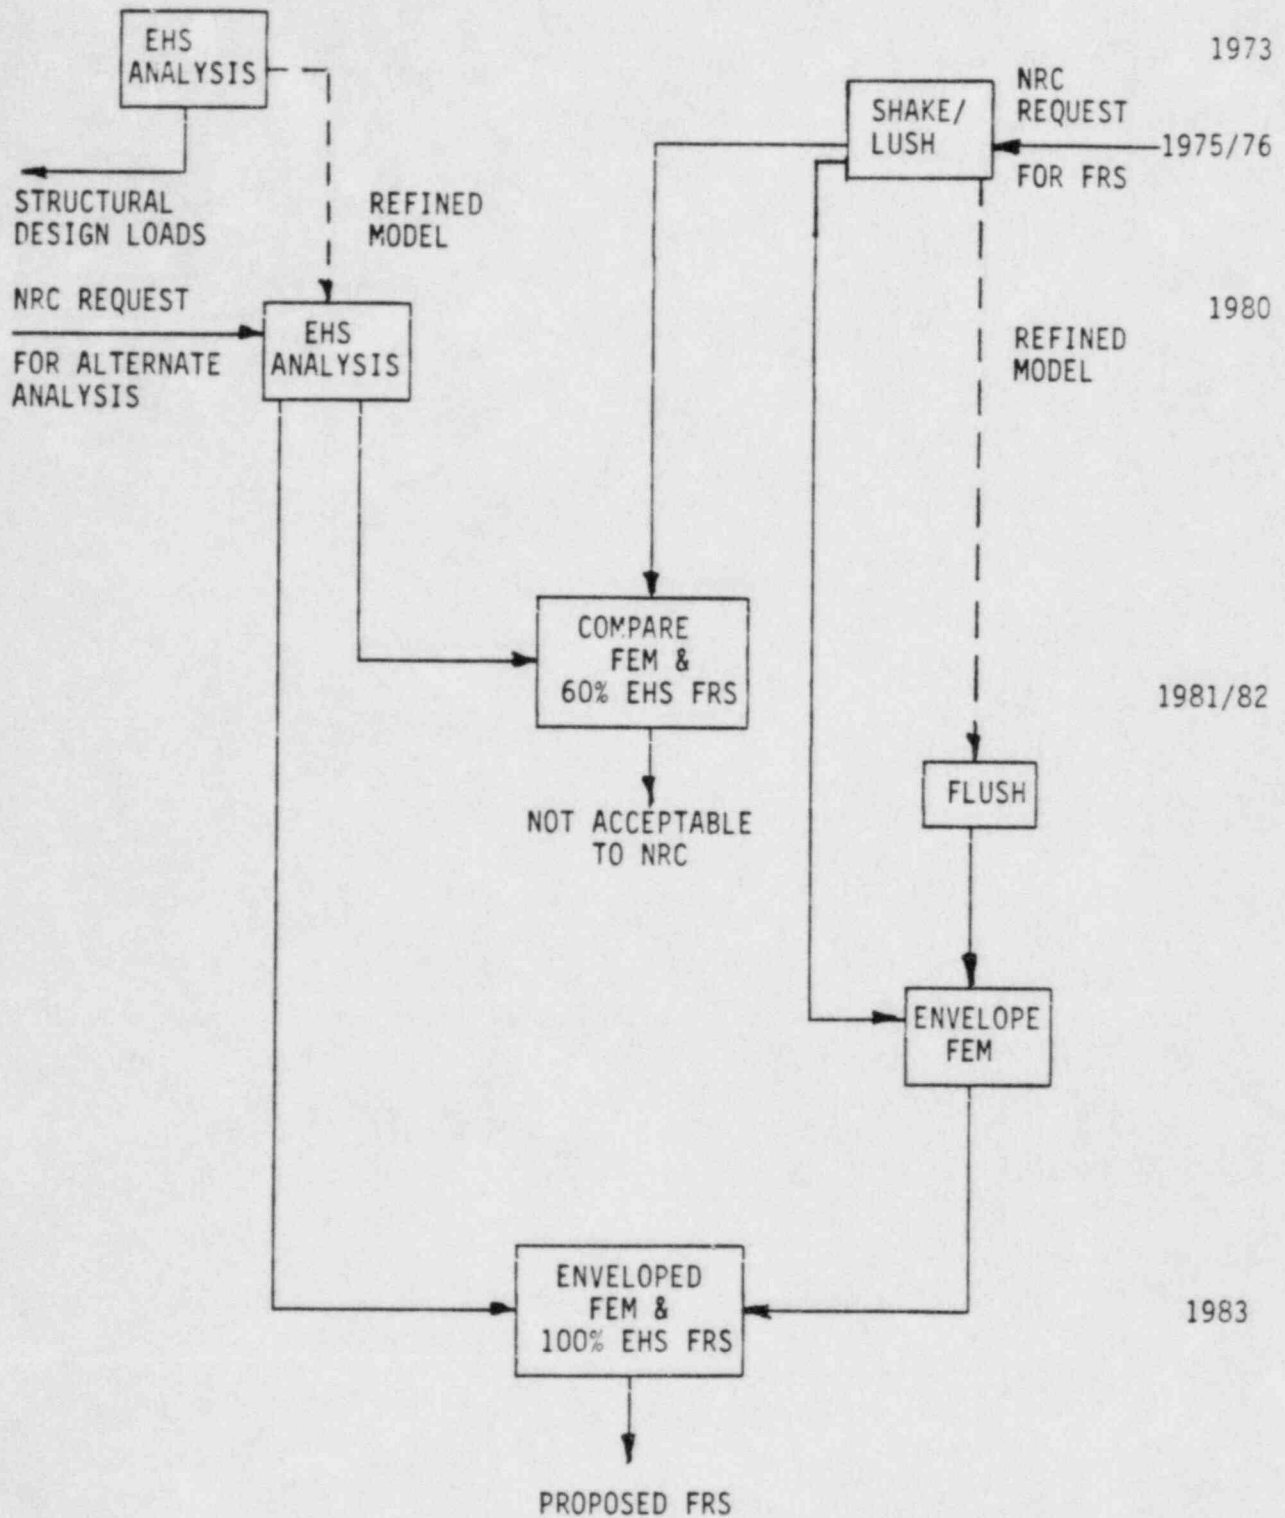 1973
EHS
ANALYSIS
NRC
REQUEST
SHAKE/
LUSH
1975/76
FOR FRS
STRUCTURAL
DESIGN LOADS
REFINED
MODEL
NRC REQUEST
1980
EHS
ANALYSIS
FOR ALTERNATE
ANALYSIS
REFINED
MODEL
COMPARE
FEM &
60% EHS FRS
1981/82
FLUSH
NOT ACCEPTABLE
TO NRC
ENVELOPE
FEM
ENVELOPED
FEM &
100% EHS FRS
1983
PROPOSED FRS